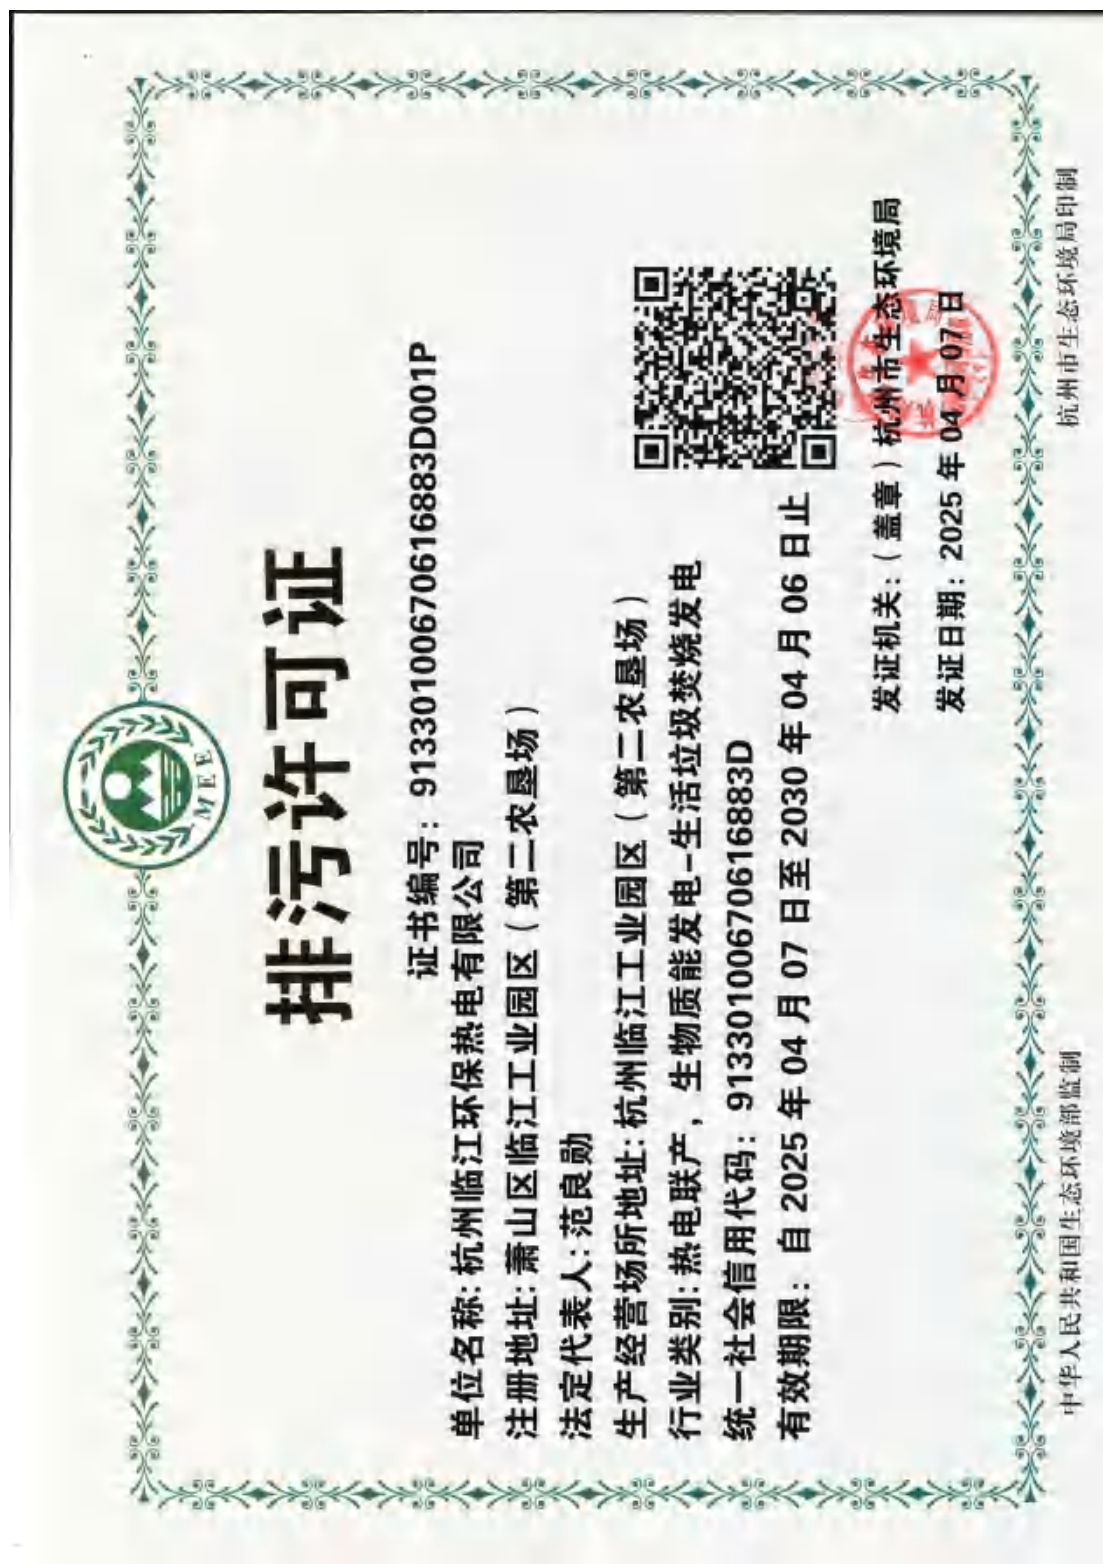 MEE
排污许可证
证书编号：91330100670616883D001P
单位名称：杭州临江环保热电有限公司
注册地址：萧山区临江工业园区（第二农垦场）
法定代表人：范良勋
生产经营场所地址：杭州临江工业园区（第二农垦场）
行业类别：热电联产，生物质能发电-生活垃圾焚烧发电
统一社会信用代码：91330100670616883D
有效期限：自2025年04月07日至2030年04月06日止
发证机关：（盖章）杭州市生态环境局
发证日期：2025年04月07日
中华人民共和国生态环境部监制
杭州市生态环境局印制